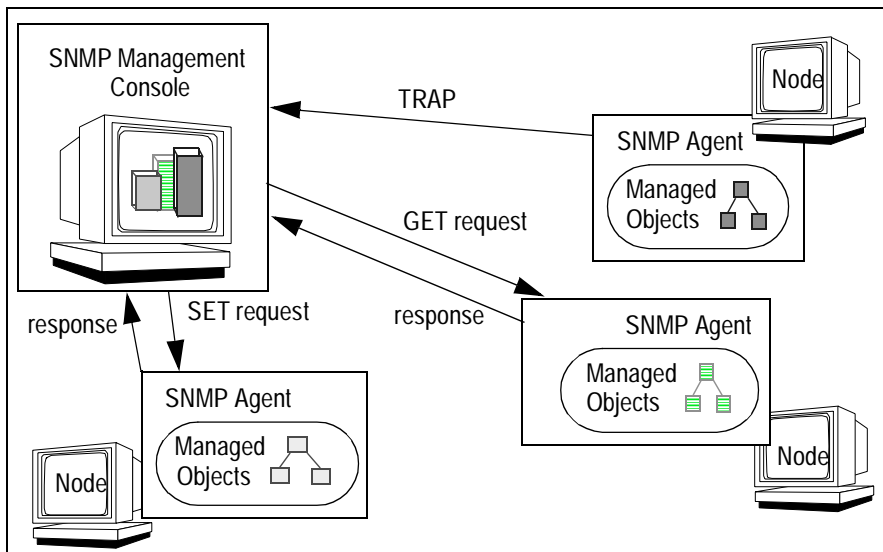 SNMP Management
Console
TRAP
Node
SNMP Agent
Managed
Objects
GET request
response
SNMP Agent
Managed
Objects
Node
SET request
response
SNMP Agent
Managed
Objects
Node